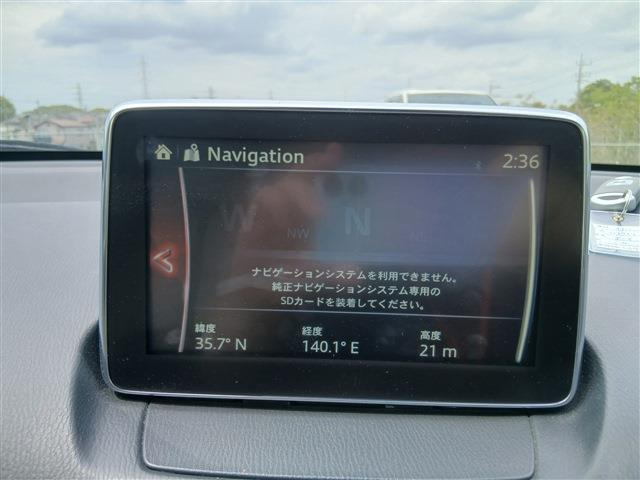 Navigation
2:36
W
NW
N
NE
ナビゲーションシステムを利用できません。
純正ナビゲーションシステム専用の
SDカードを装着してください。
緯度 経度 高度
35.7° N 140.1° E 21 m